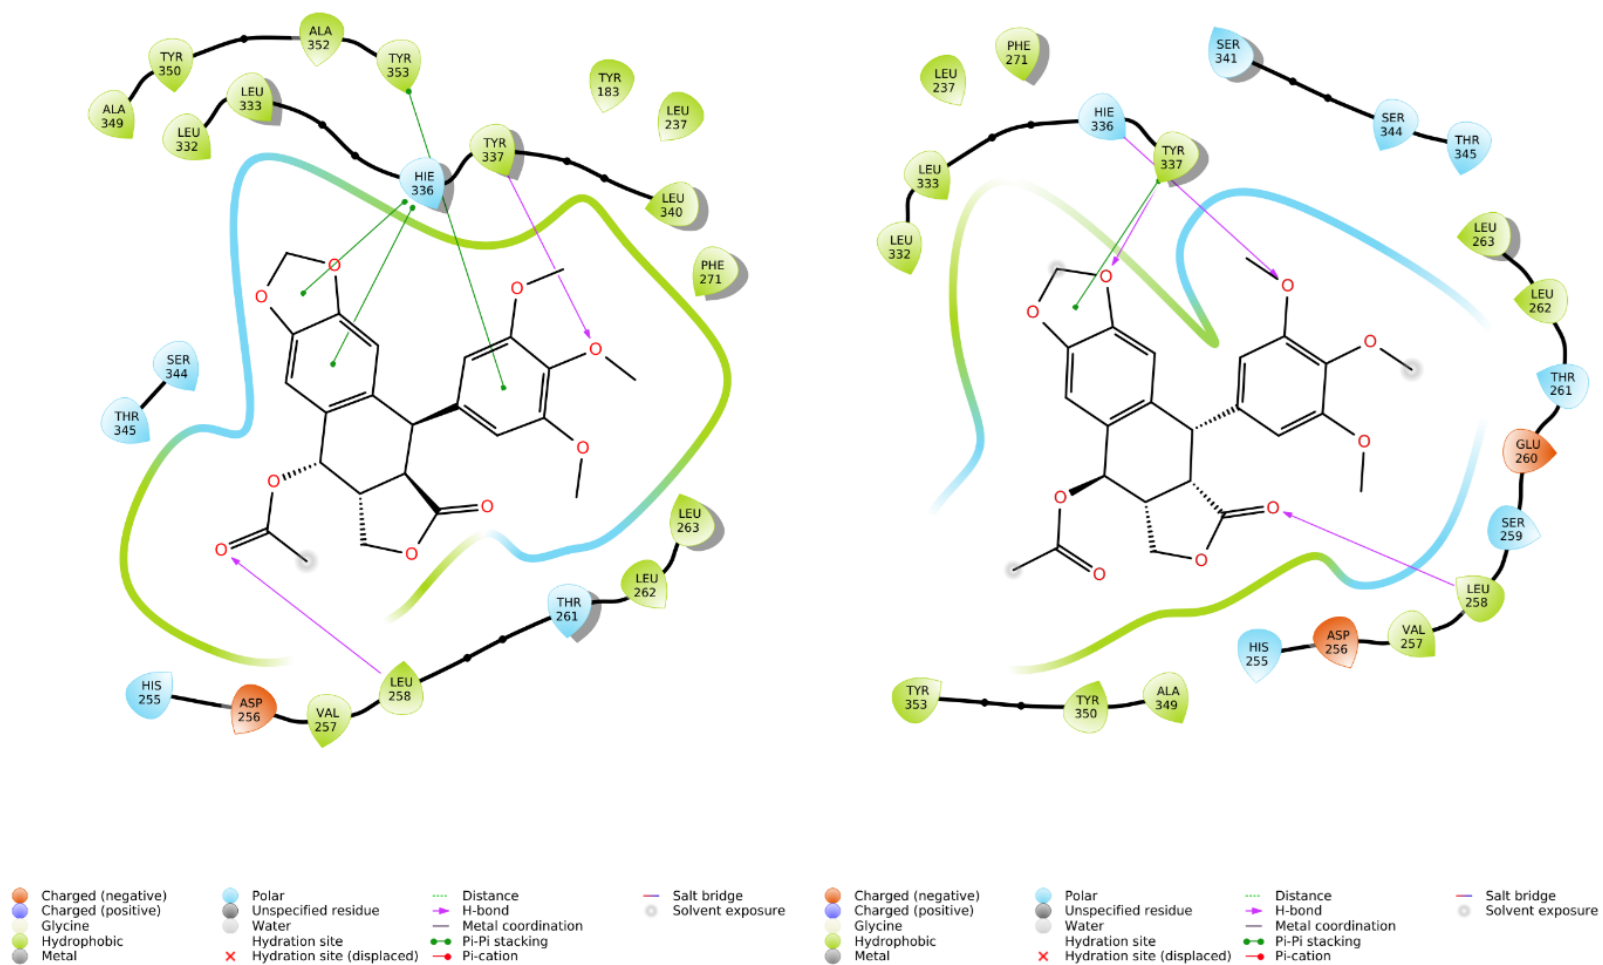 ALA
352
TYR
350
TYR
353
LEU
333
ALA
349
LEU
332
TYR
183
LEU
237
TYR
337
HIE
336
LEU
340
PHE
271
O
O
O
O
O
SER
344
THR
345
O
O
O
O
LEU
263
LEU
262
THR
261
LEU
258
HIS
255
ASP
256
VAL
257
PHE
271
LEU
237
SER
341
HIE
336
SER
344
THR
345
TYR
337
LEU
333
LEU
332
LEU
263
LEU
262
THR
261
GLU
260
SER
259
LEU
258
O
O
O
O
O
O
O
O
O
HIS
255
ASP
256
VAL
257
TYR
353
TYR
350
ALA
349
Charged (negative)
Charged (positive)
Glycine
Hydrophobic
Metal
Polar
Unspecified residue
Water
Hydration site
Hydration site (displaced)
Distance
H-bond
Metal coordination
Pi-Pi stacking
Pi-cation
Salt bridge
Solvent exposure
Charged (negative)
Charged (positive)
Glycine
Hydrophobic
Metal
Polar
Unspecified residue
Water
Hydration site
Hydration site (displaced)
Distance
H-bond
Metal coordination
Pi-Pi stacking
Pi-cation
Salt bridge
Solvent exposure